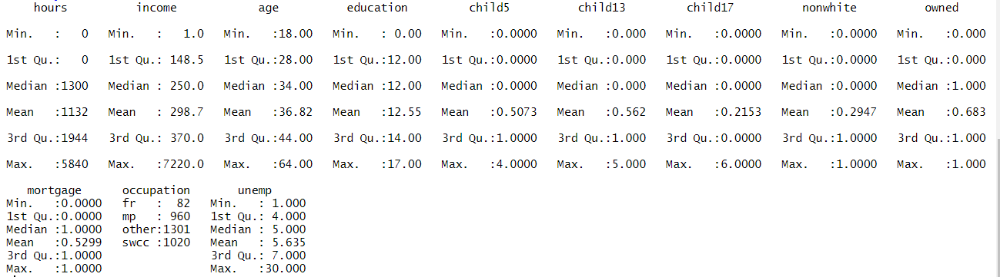 hours income age education child5 child13 child17 nonwhite owned
Min. : 0 Min. : 1.0 Min. :18.00 Min. : 0.00 Min. :0.0000 Min. :0.000 Min. :0.0000 Min. :0.0000 Min. :0.000
1st Qu.: 0 1st Qu.: 148.5 1st Qu.:28.00 1st Qu.:12.00 1st Qu.:0.0000 1st Qu.:0.000 1st Qu.:0.0000 1st Qu.:0.0000 1st Qu.:0.000
Median :1300 Median : 250.0 Median :34.00 Median :12.00 Median :0.0000 Median :0.000 Median :0.0000 Median :0.0000 Median :1.000
Mean :1132 Mean : 298.7 Mean :36.82 Mean :12.55 Mean :0.5073 Mean :0.562 Mean :0.2153 Mean :0.2947 Mean :0.683
3rd Qu.:1944 3rd Qu.: 370.0 3rd Qu.:44.00 3rd Qu.:14.00 3rd Qu.:1.0000 3rd Qu.:1.000 3rd Qu.:0.0000 3rd Qu.:1.0000 3rd Qu.:1.000
Max. :5840 Max. :7220.0 Max. :64.00 Max. :17.00 Max. :4.0000 Max. :5.000 Max. :6.0000 Max. :1.0000 Max. :1.000
mortgage occupation unemp
Min. :0.0000 fr : 82 Min. : 1.000
1st Qu.:0.0000 mp : 960 1st Qu.: 4.000
Median :1.0000 other:1301 Median : 5.000
Mean :0.5299 swcc :1020 Mean : 5.635
3rd Qu.:1.0000 3rd Qu.: 7.000
Max. :1.0000 Max. :30.000